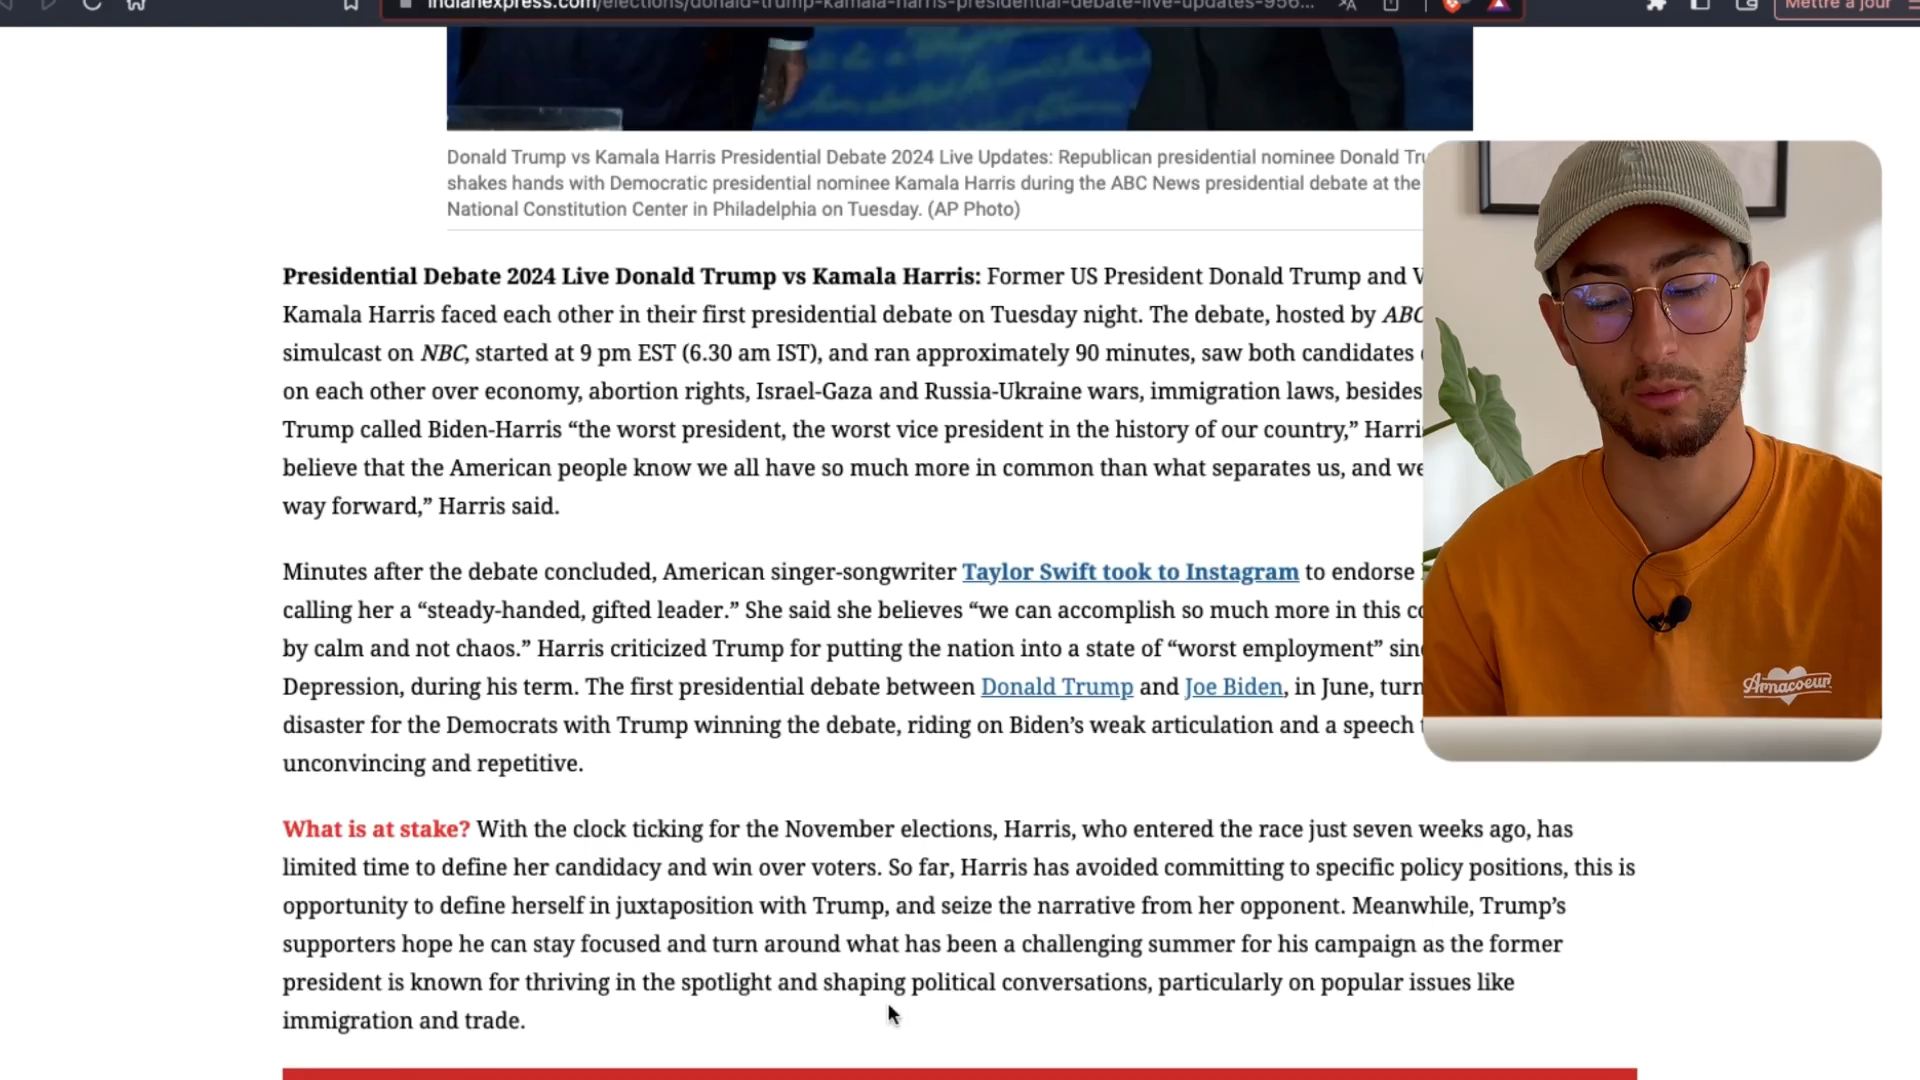 indianexpress.com/elections/donald-trump-kamala-harris-presidential-debate-live-updates-956...
Mettre à jour
Donald Trump vs Kamala Harris Presidential Debate 2024 Live Updates: Republican presidential nominee Donald
shakes hands with Democratic presidential nominee Kamala Harris during the ABC News presidential debate at the
National Constitution Center in Philadelphia on Tuesday. (AP Photo)
Presidential Debate 2024 Live Donald Trump vs Kamala Harris: Former US President Donald Trump and
Kamala Harris faced each other in their first presidential debate on Tuesday night. The debate, hosted by ABC
simulcast on NBC, started at 9 pm EST (6.30 am IST), and ran approximately 90 minutes, saw both candidates
on each other over economy, abortion rights, Israel-Gaza and Russia-Ukraine wars, immigration laws, besides
Trump called Biden-Harris “the worst president, the worst vice president in the history of our country,”
believe that the American people know we all have so much more in common than what separates us, and we
way forward,” Harris said.
Minutes after the debate concluded, American singer-songwriter Taylor Swift took to Instagram to endorse
calling her a “steady-handed, gifted leader.” She said she believes “we can accomplish so much more in this
by calm and not chaos.” Harris criticized Trump for putting the nation into a state of “worst employment”
Depression, during his term. The first presidential debate between Donald Trump and Joe Biden, in June,
disaster for the Democrats with Trump winning the debate, riding on Biden’s weak articulation and a speech
unconvincing and repetitive.
What is at stake? With the clock ticking for the November elections, Harris, who entered the race just seven weeks ago, has
limited time to define her candidacy and win over voters. So far, Harris has avoided committing to specific policy positions, this is
opportunity to define herself in juxtaposition with Trump, and seize the narrative from her opponent. Meanwhile, Trump’s
supporters hope he can stay focused and turn around what has been a challenging summer for his campaign as the former
president is known for thriving in the spotlight and shaping political conversations, particularly on popular issues like
immigration and trade.
Arnacoeur